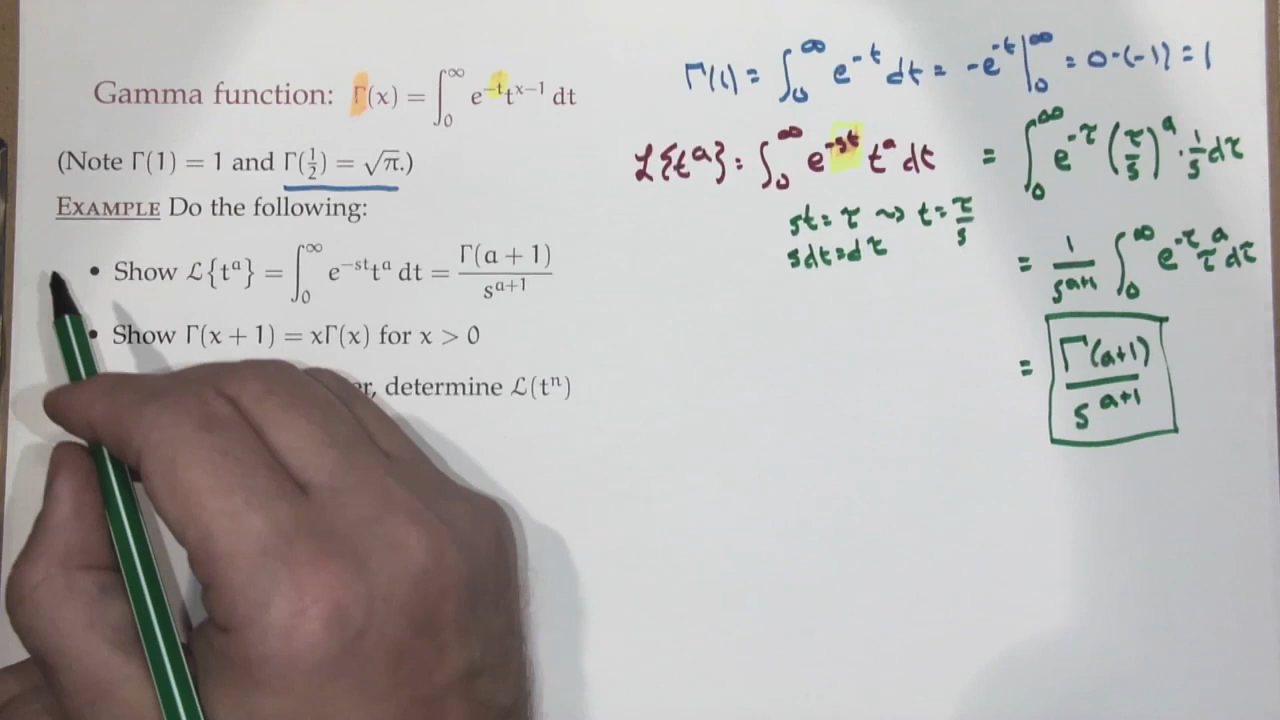 Gamma function: Γ(x) = ∫₀^∞ e^{−t}t^{x−1} dt
(Note Γ(1) = 1 and Γ(½) = √π.)
EXAMPLE Do the following:
• Show ℒ{t^a} = ∫₀^∞ e^{−st}t^a dt = Γ(a + 1)/s^{a+1}
• Show Γ(x + 1) = xΓ(x) for x > 0
, determine ℒ(t^n)
Γ(1) = ∫₀^∞ e^{-t} dt = -e^{-t}|₀^∞ = 0-(-1) = 1
ℒ{t^a} = ∫₀^∞ e^{-st} t^a dt = ∫₀^∞ e^{-τ} (τ/s)^a · 1/s dτ
st = τ ⇝ t = τ/s
s dt = dτ
= 1/s^{a+1} ∫₀^∞ e^{-τ} τ^a dτ
= Γ(a+1)/s^{a+1}